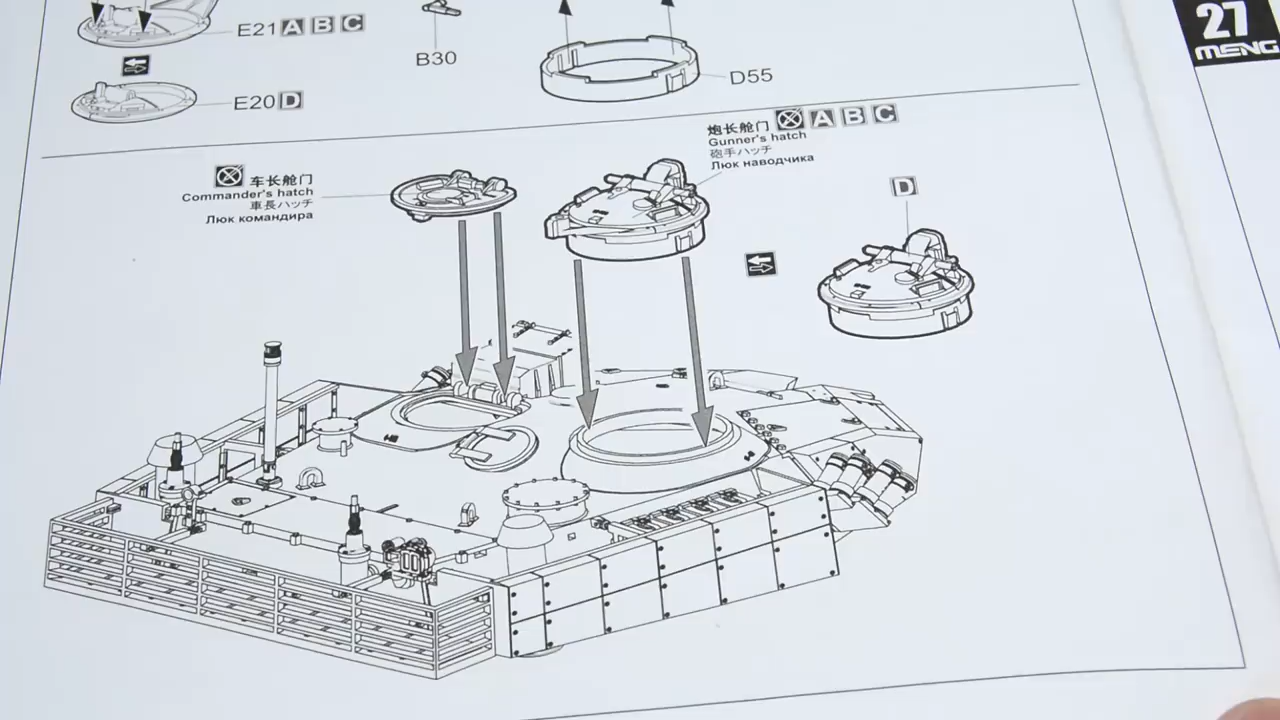 27
MENG
E21 A B C
B30
D55
E20 D
炮长舱门 A B C
Gunner's hatch
砲手ハッチ
Люк наводчика
车长舱门
Commander's hatch
車長ハッチ
Люк командира
D